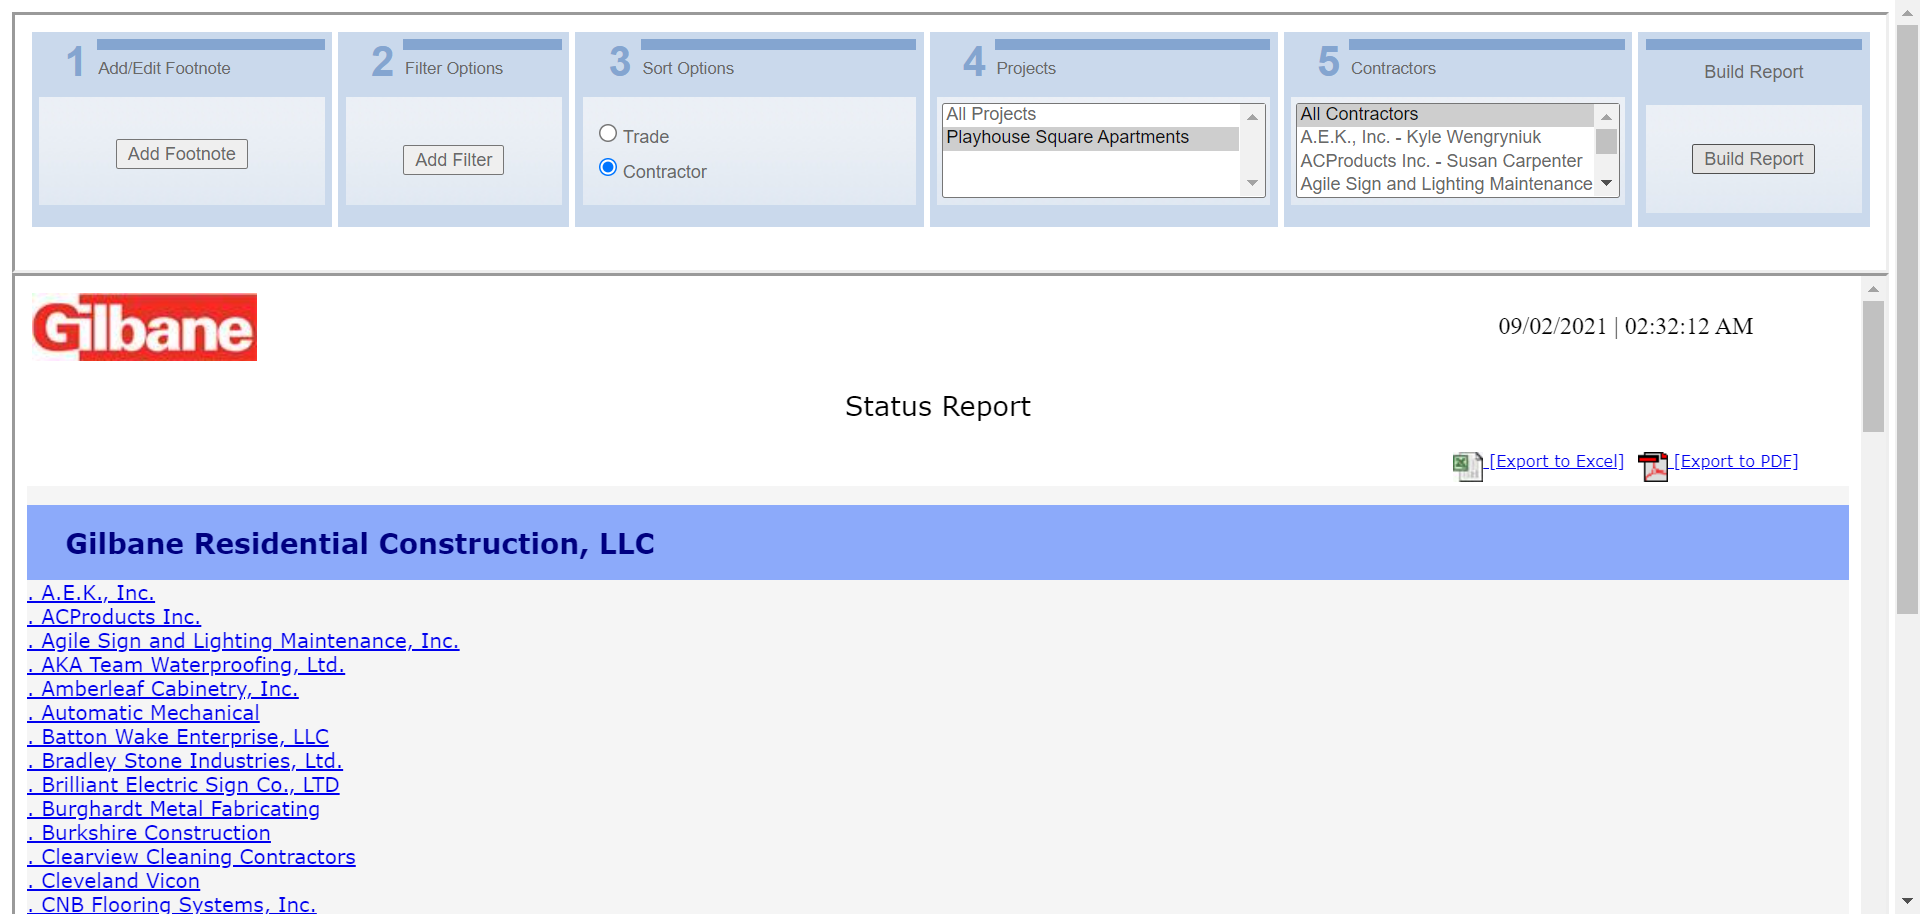 1 Add/Edit Footnote
Add Footnote
2 Filter Options
Add Filter
3 Sort Options
Trade
Contractor
4 Projects
All Projects
Playhouse Square Apartments
5 Contractors
All Contractors
A.E.K., Inc. - Kyle Wengryniuk
ACProducts Inc. - Susan Carpenter
Agile Sign and Lighting Maintenance
Build Report
Build Report
Gilbane
09/02/2021 | 02:32:12 AM
Status Report
[Export to Excel] [Export to PDF]
Gilbane Residential Construction, LLC
. A.E.K., Inc.
. ACProducts Inc.
. Agile Sign and Lighting Maintenance, Inc.
. AKA Team Waterproofing, Ltd.
. Amberleaf Cabinetry, Inc.
. Automatic Mechanical
. Batton Wake Enterprise, LLC
. Bradley Stone Industries, Ltd.
. Brilliant Electric Sign Co., LTD
. Burghardt Metal Fabricating
. Burkshire Construction
. Clearview Cleaning Contractors
. Cleveland Vicon
. CNB Flooring Systems, Inc.